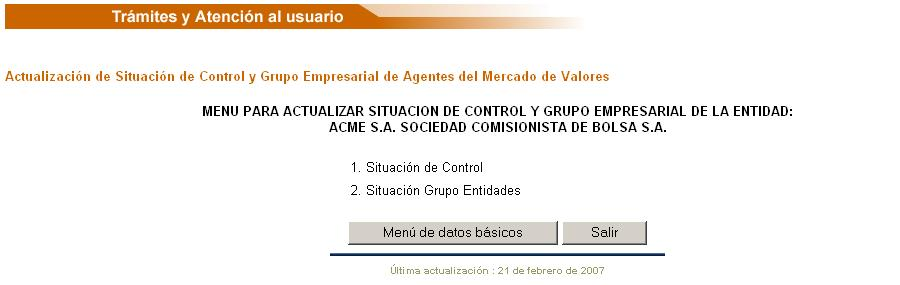 Trámites y Atención al usuario
Actualización de Situación de Control y Grupo Empresarial de Agentes del Mercado de Valores
MENU PARA ACTUALIZAR SITUACION DE CONTROL Y GRUPO EMPRESARIAL DE LA ENTIDAD:
ACME S.A. SOCIEDAD COMISIONISTA DE BOLSA S.A.
1. Situación de Control
2. Situación Grupo Entidades
Menú de datos básicos Salir
Última actualización : 21 de febrero de 2007